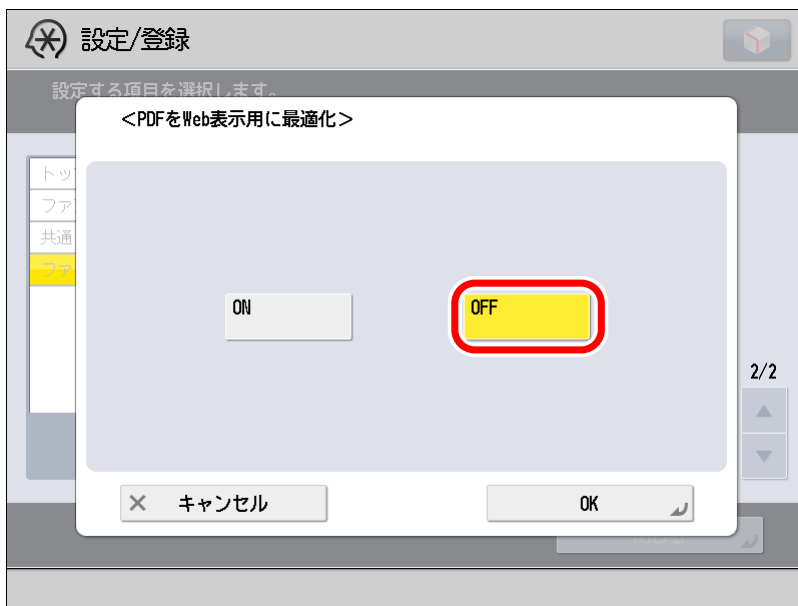 設定/登録
設定する項目を選択します。
<PDFをWeb表示用に最適化>
トッ
ファ
共通
ファ
ON
OFF
2/2
キャンセル
OK